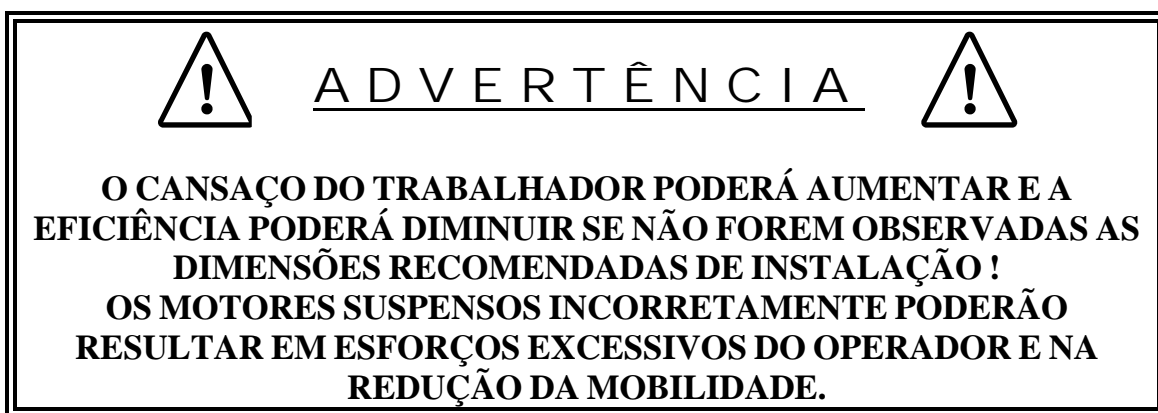 ADVERTÊNCIA
O CANSAÇO DO TRABALHADOR PODERÁ AUMENTAR E A
EFICIÊNCIA PODERÁ DIMINUIR SE NÃO FOREM OBSERVADAS AS
DIMENSÕES RECOMENDADAS DE INSTALAÇÃO !
OS MOTORES SUSPENSOS INCORRETAMENTE PODERÃO
RESULTAR EM ESFORÇOS EXCESSIVOS DO OPERADOR E NA
REDUÇÃO DA MOBILIDADE.